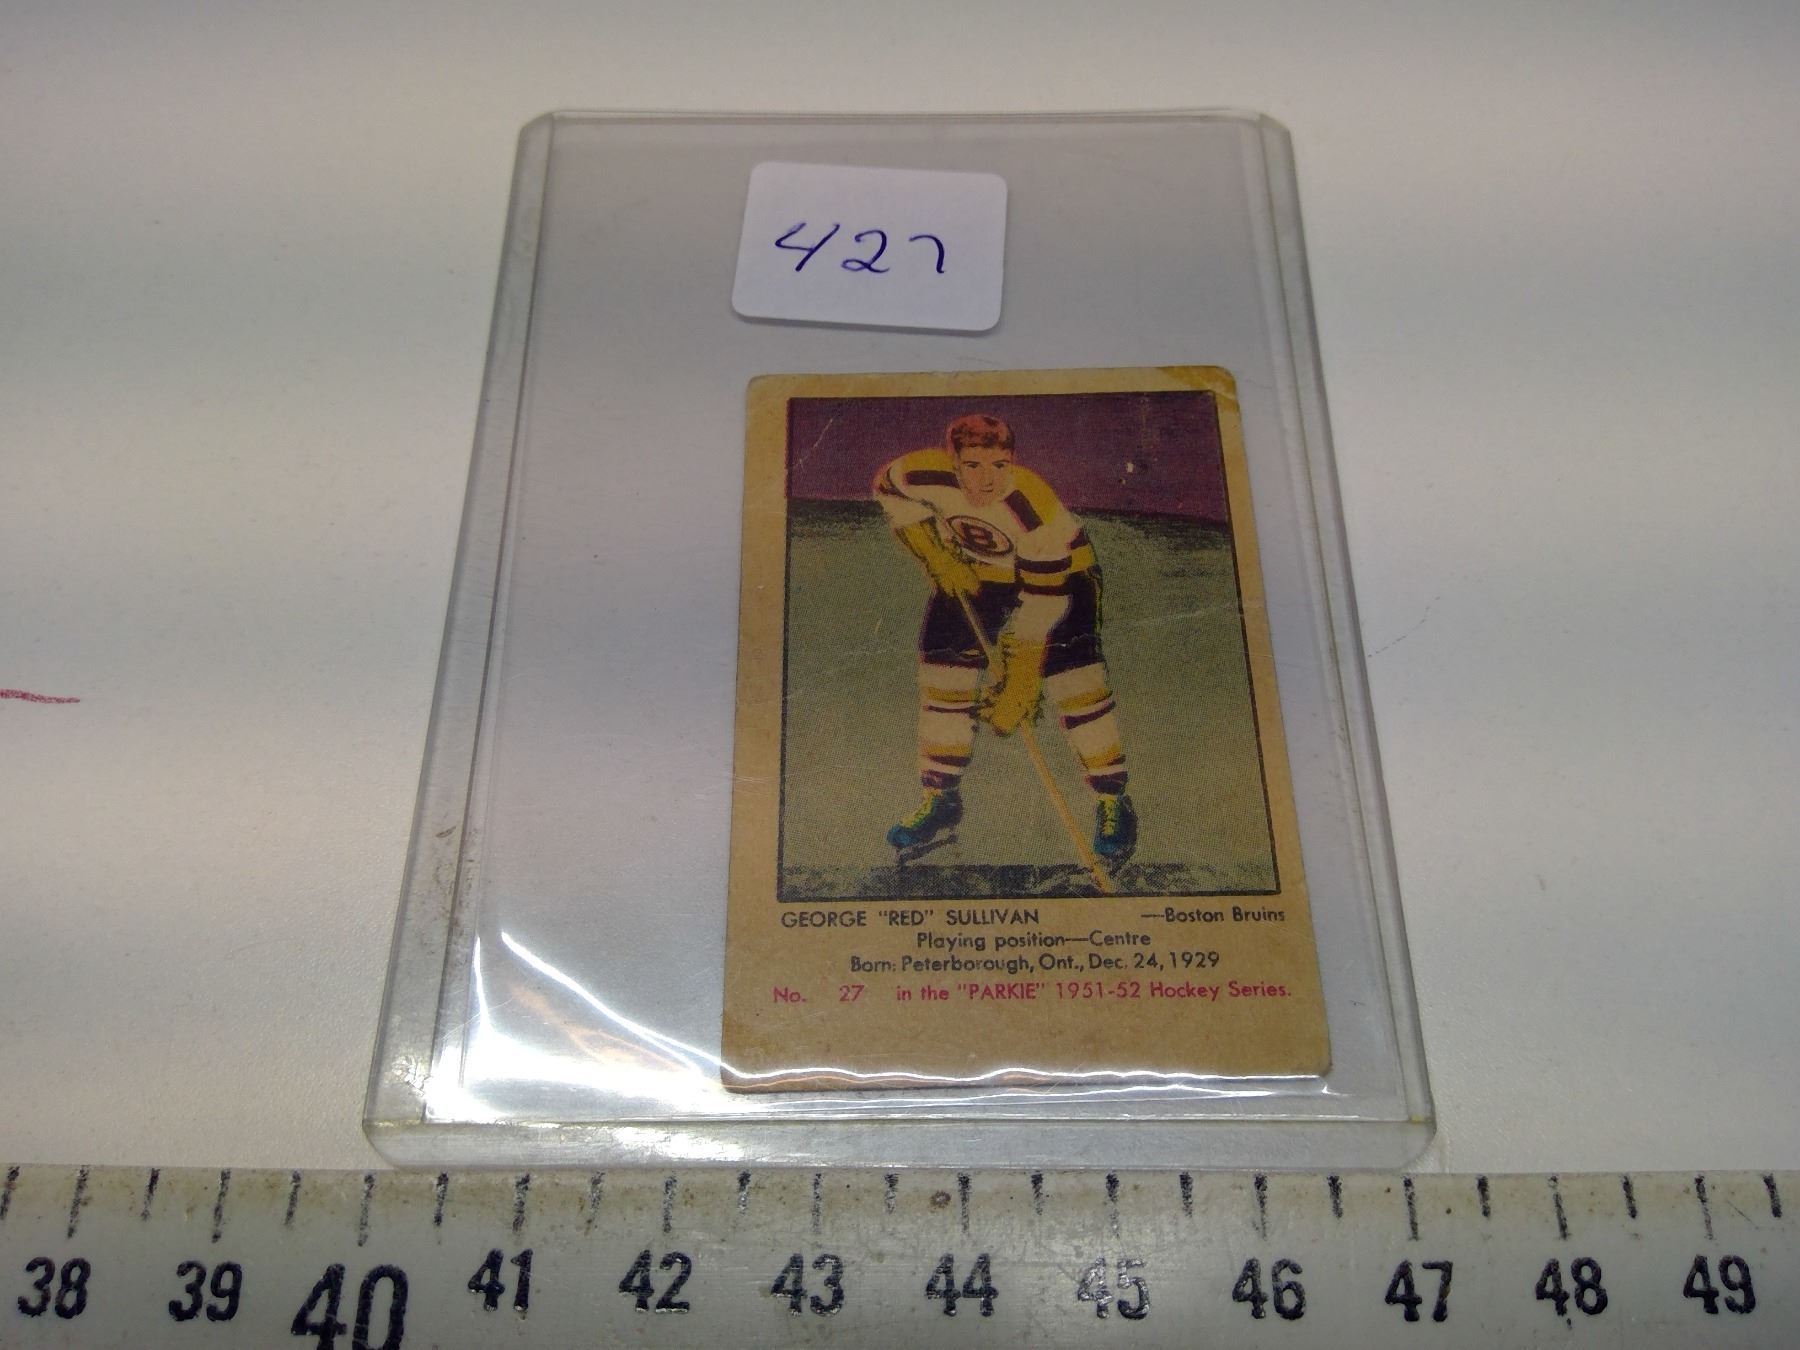 427
B
GEORGE "RED" SULLIVAN —Boston Bruins
Playing position—Centre
Born: Peterborough, Ont., Dec. 24, 1929
No. 27 in the "PARKIE" 1951-52 Hockey Series.
38 39 40 41 42 43 44 45 46 47 48 49